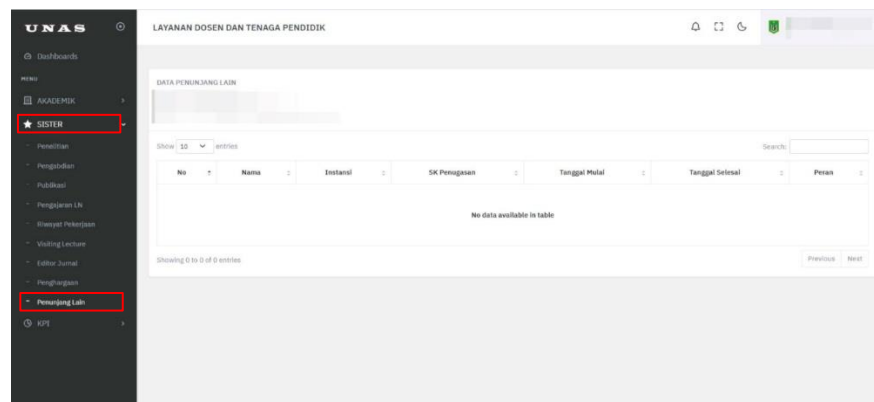 UNAS
LAYANAN DOSEN DAN TENAGA PENDIDIK
Dashboards
MENU
AKADEMIK
SISTER
Penelitian
Pengabdian
Publikasi
Pengajaran LN
Riwayat Pekerjaan
Visiting Lecture
Editor Jurnal
Penghargaan
Penunjang Lain
KPI
DATA PENUNJANG LAIN
Show 10 entries
Search:
No Nama Instansi SK Penugasan Tanggal Mulai Tanggal Selesai Peran
No data available in table
Showing 0 to 0 of 0 entries
Previous Next